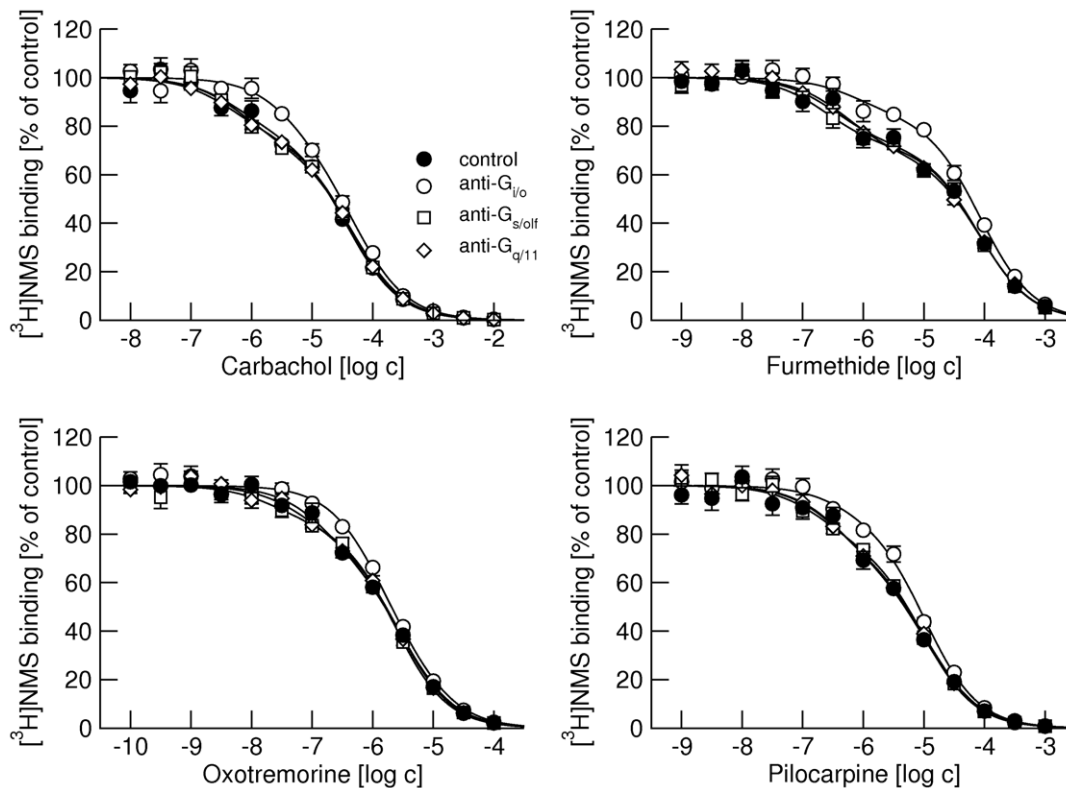 120
100
80
60
40
20
0
[³H]NMS binding [% of control]
-8 -7 -6 -5 -4 -3 -2
Carbachol [log c]
control
anti-G_i/o
anti-G_s/olf
anti-G_q/11
120
100
80
60
40
20
0
[³H]NMS binding [% of control]
-9 -8 -7 -6 -5 -4 -3
Furmethide [log c]
120
100
80
60
40
20
0
[³H]NMS binding [% of control]
-10 -9 -8 -7 -6 -5 -4
Oxotremorine [log c]
120
100
80
60
40
20
0
[³H]NMS binding [% of control]
-9 -8 -7 -6 -5 -4 -3
Pilocarpine [log c]